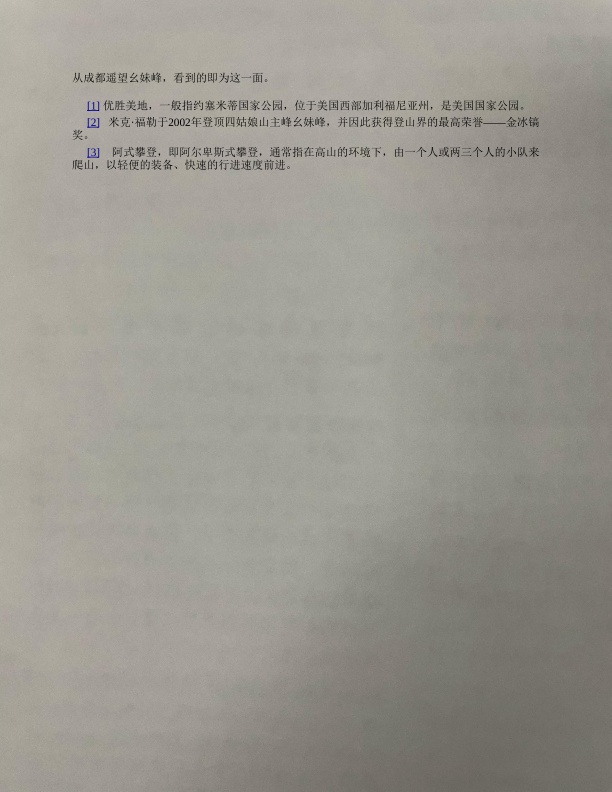 从成都遥望幺妹峰，看到的即为这一面。
[1] 优胜美地，一般指约塞米蒂国家公园，位于美国西部加利福尼亚州，是美国国家公园。
[2] 米克·福勒于2002年登顶四姑娘山主峰幺妹峰，并因此获得登山界的最高荣誉——金冰镐
奖。
[3] 阿式攀登，即阿尔卑斯式攀登，通常指在高山的环境下，由一个人或两三个人的小队来
爬山，以轻便的装备、快速的行进速度前进。